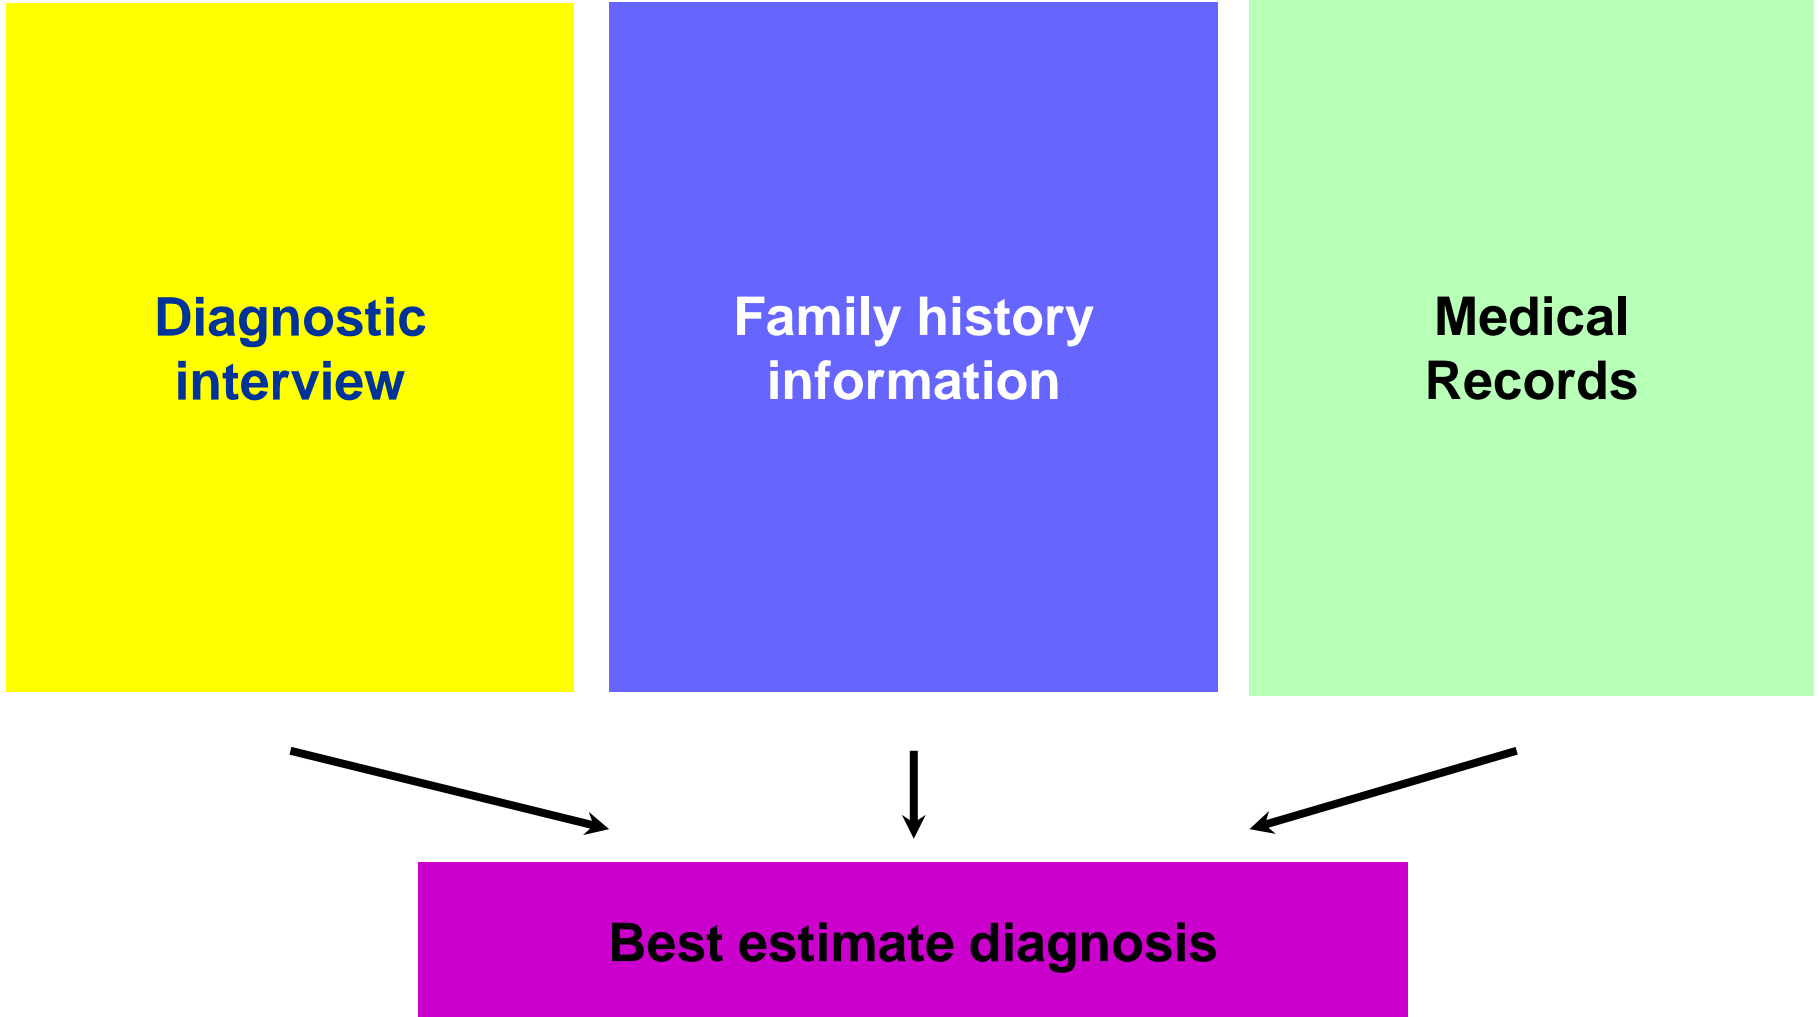 Diagnostic
interview
Family history
information
Medical
Records
Best estimate diagnosis